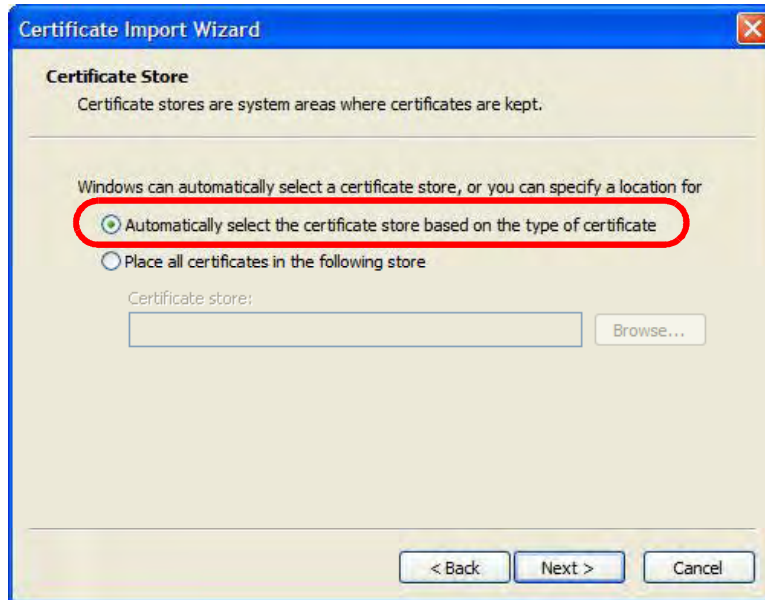 Certificate Import Wizard
Certificate Store
Certificate stores are system areas where certificates are kept.
Windows can automatically select a certificate store, or you can specify a location for
Automatically select the certificate store based on the type of certificate
Place all certificates in the following store
Certificate store:
Browse...
< Back
Next >
Cancel